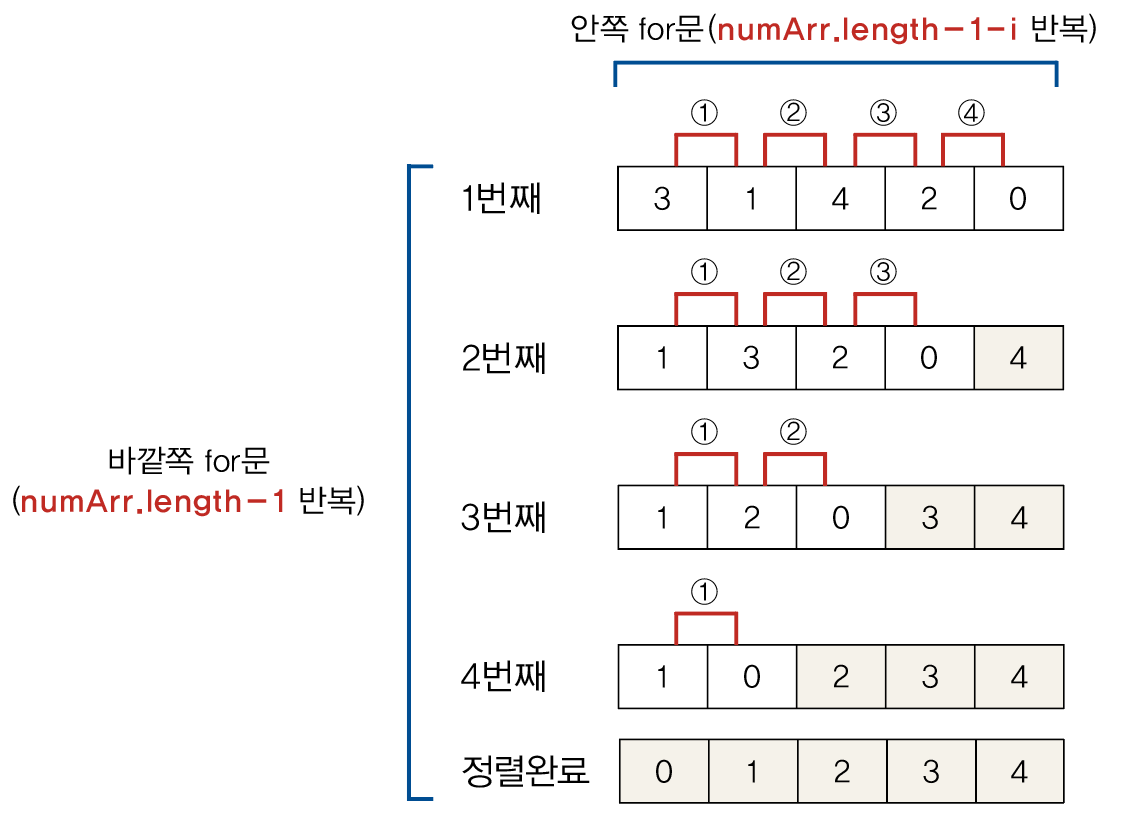 안쪽 for문(numArr.length-1-i 반복)
① ② ③ ④
1번째 3 1 4 2 0
① ② ③
2번째 1 3 2 0 4
① ②
바깥쪽 for문
(numArr.length-1 반복)
3번째 1 2 0 3 4
①
4번째 1 0 2 3 4
정렬완료 0 1 2 3 4